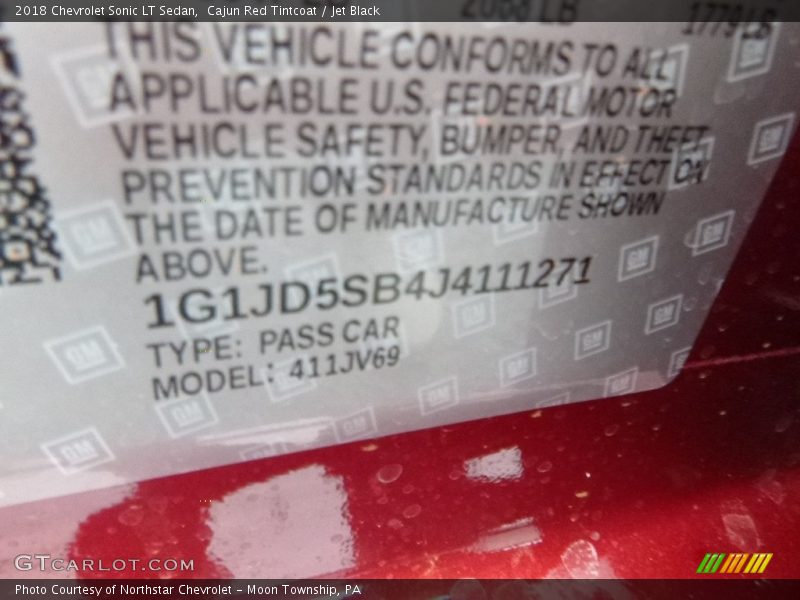 2018 Chevrolet Sonic LT Sedan,  Cajun Red Tintcoat / Jet Black
1779 LB
THIS VEHICLE CONFORMS TO ALL
APPLICABLE U.S. FEDERAL MOTOR
VEHICLE SAFETY, BUMPER, AND THEFT
PREVENTION STANDARDS IN EFFECT ON
THE DATE OF MANUFACTURE SHOWN
ABOVE.
1G1JD5SB4J4111271
TYPE: PASS CAR
MODEL: 411JV69
GTCARLOT.COM
Photo Courtesy of Northstar Chevrolet – Moon Township, PA